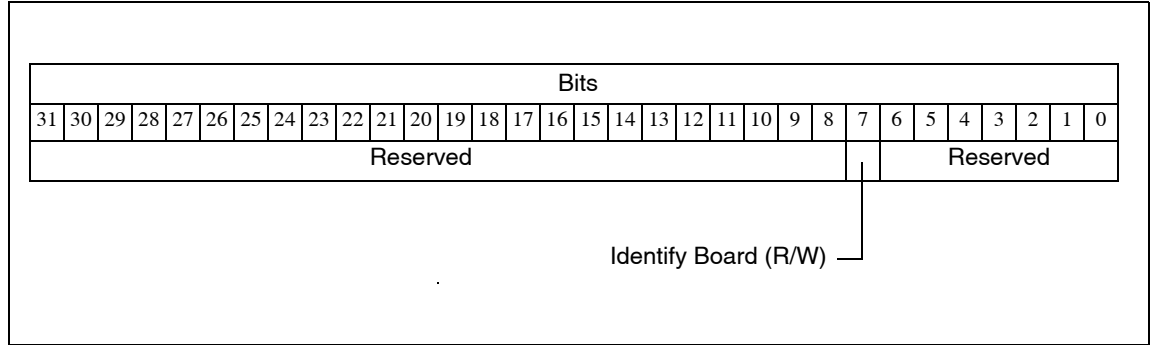 Bits
31 30 29 28 27 26 25 24 23 22 21 20 19 18 17 16 15 14 13 12 11 10 9 8 7 6 5 4 3 2 1 0
Reserved Reserved
Identify Board (R/W)